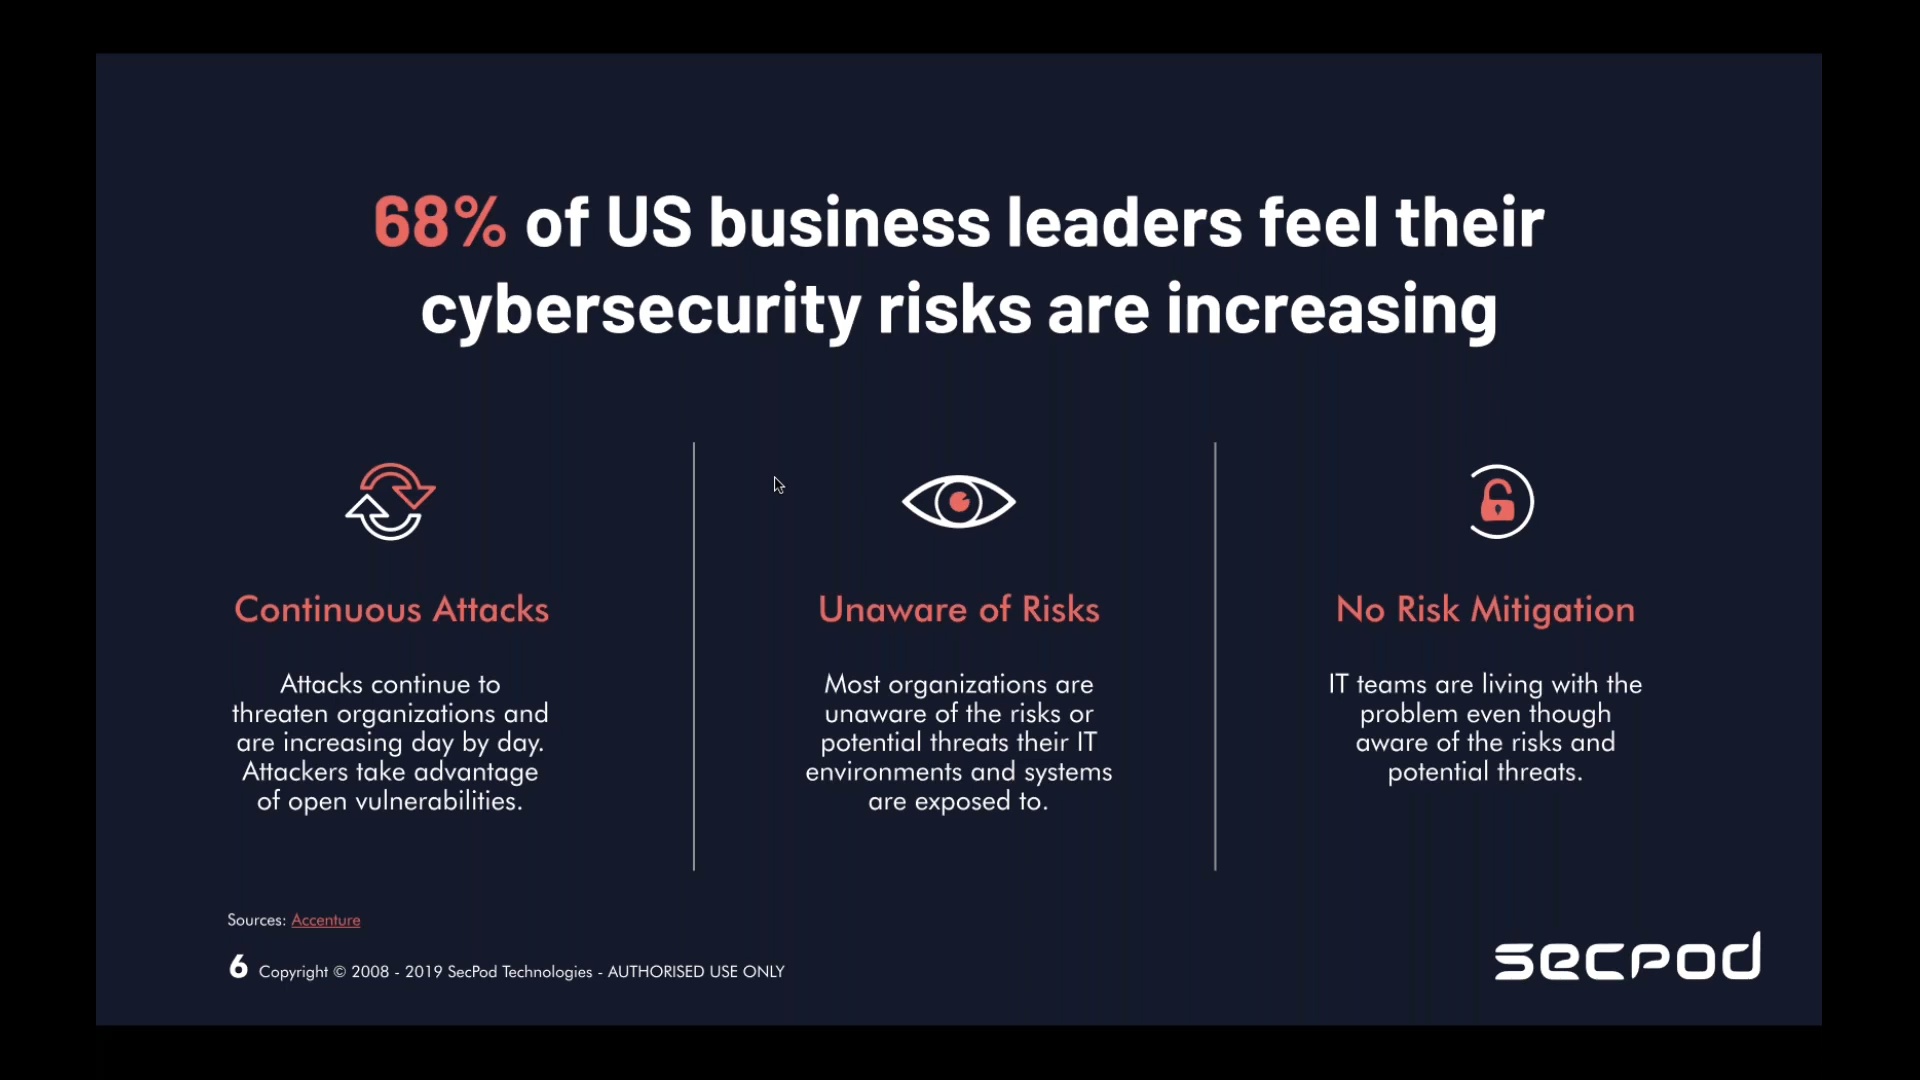 68% of US business leaders feel their
cybersecurity risks are increasing
Continuous Attacks
Attacks continue to
threaten organizations and
are increasing day by day.
Attackers take advantage
of open vulnerabilities.
Unaware of Risks
Most organizations are
unaware of the risks or
potential threats their IT
environments and systems
are exposed to.
No Risk Mitigation
IT teams are living with the
problem even though
aware of the risks and
potential threats.
Sources: Accenture
6 Copyright © 2008 - 2019 SecPod Technologies - AUTHORISED USE ONLY
secpod